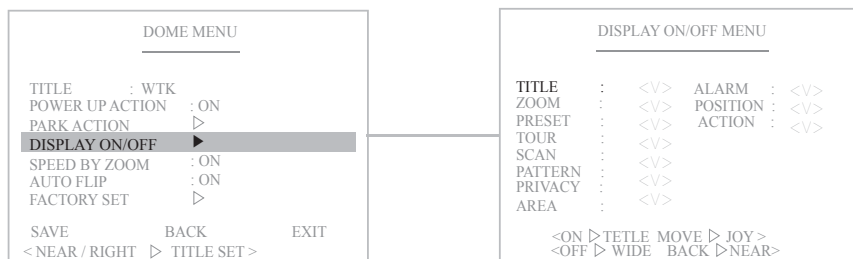 DOME MENU
TITLE : WTK
POWER UP ACTION : ON
PARK ACTION ▷
DISPLAY ON/OFF ▶
SPEED BY ZOOM : ON
AUTO FLIP : ON
FACTORY SET ▷
SAVE BACK EXIT
< NEAR / RIGHT ▷ TITLE SET >
DISPLAY ON/OFF MENU
TITLE : <V> ALARM : <V>
ZOOM : <V> POSITION : <V>
PRESET : <V> ACTION : <V>
TOUR : <V>
SCAN : <V>
PATTERN : <V>
PRIVACY : <V>
AREA :
<ON ▷ TETLE MOVE ▷ JOY >
<OFF ▷ WIDE BACK ▷ NEAR>